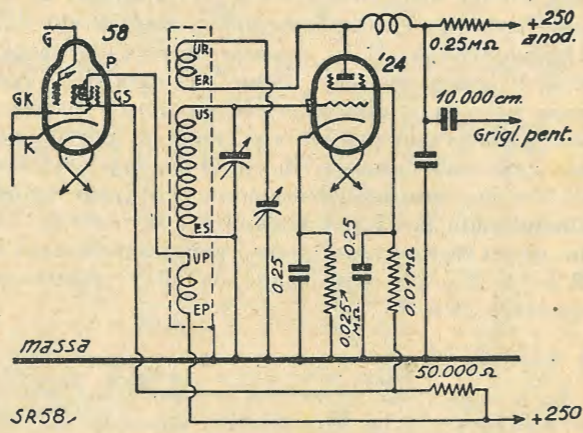 G
58
P
GK
GS
K
UR
ER
US
ES
UP
EP
'24
0.25MΩ
+250
anod.
10.000 cm.
Grigl. pent.
0.25
0.025
MΩ
0.25
0.01MΩ
massa
50.000 Ω
+250
SR58